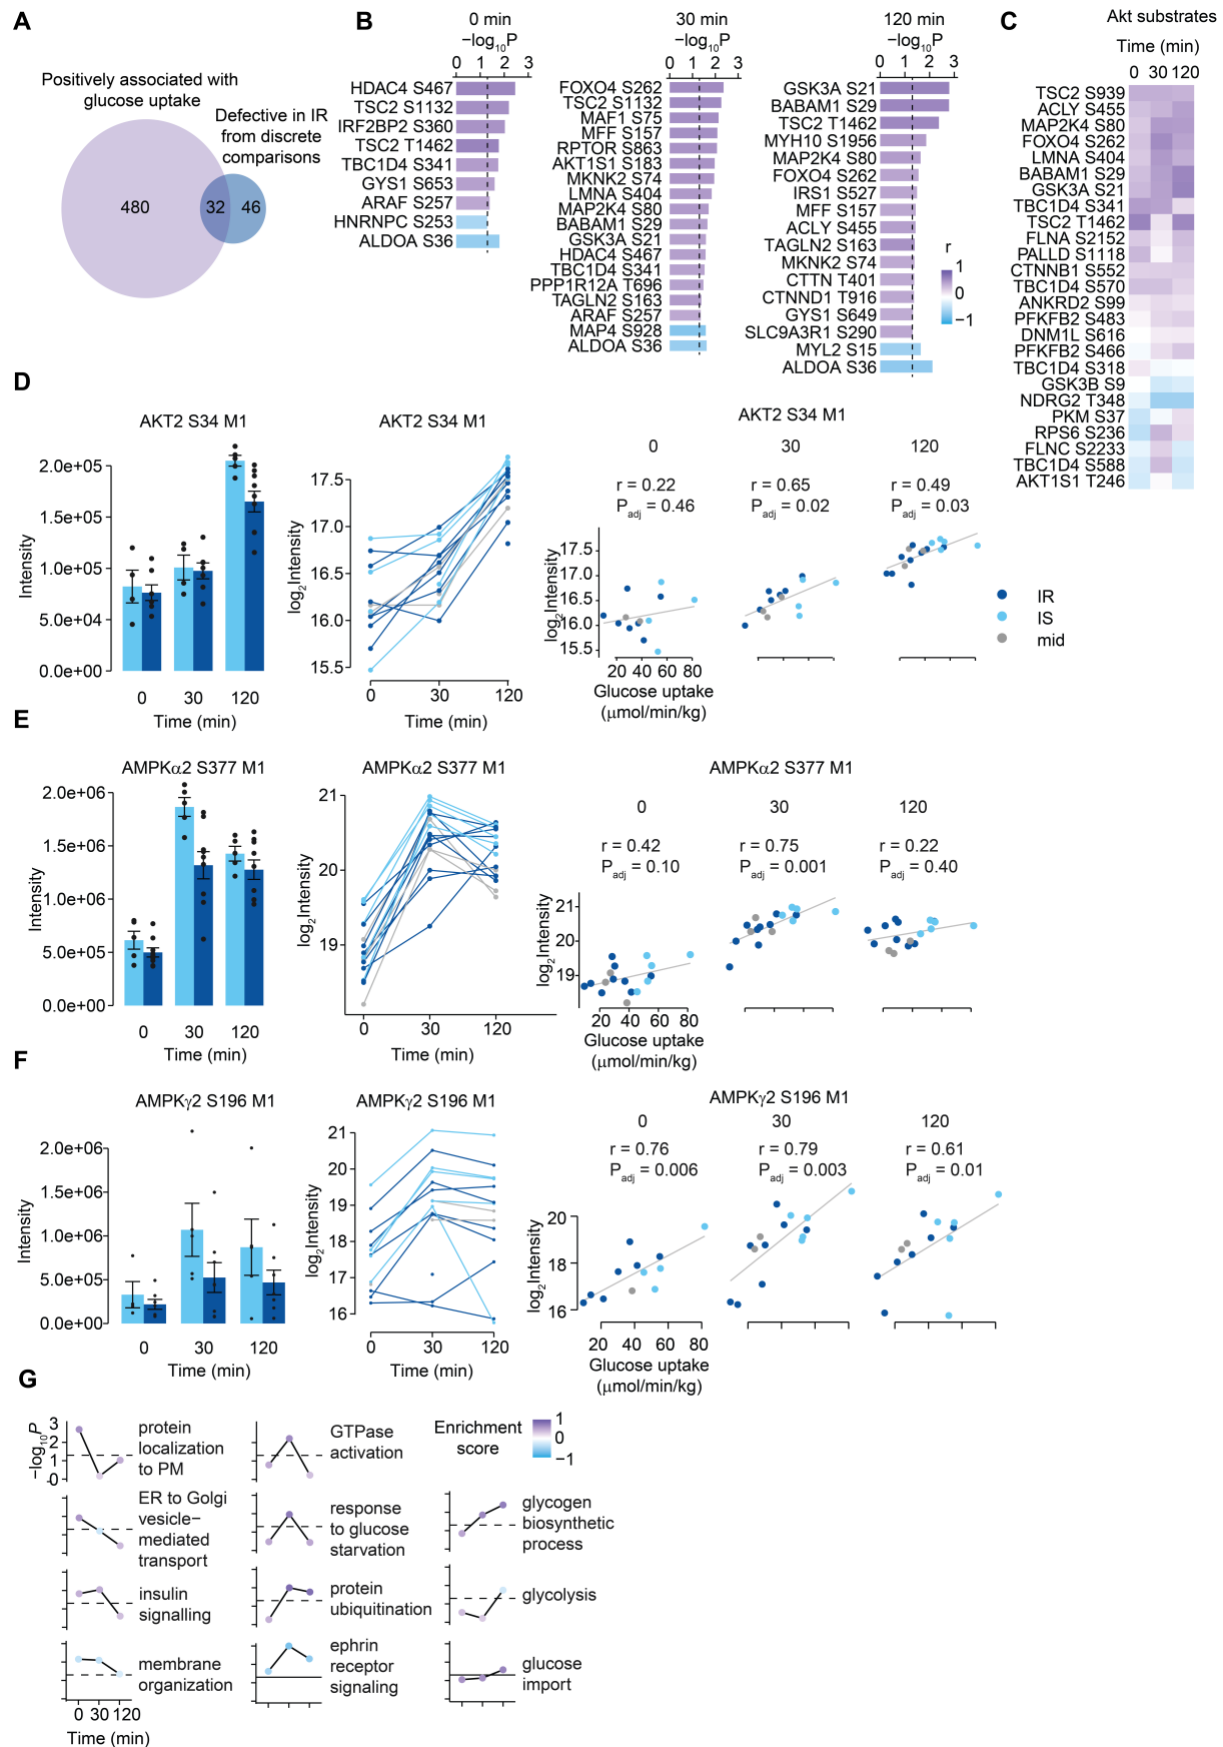 A
Positively associated with
glucose uptake
Defective in IR
from discrete
comparisons
480
32
46
B
0 min
−log10P
0 1 2 3
HDAC4 S467
TSC2 S1132
IRF2BP2 S360
TSC2 T1462
TBC1D4 S341
GYS1 S653
ARAF S257
HNRNPC S253
ALDOA S36
30 min
−log10P
0 1 2 3
FOXO4 S262
TSC2 S1132
MAF1 S75
MFF S157
RPTOR S863
AKT1S1 S183
MKNK2 S74
LMNA S404
MAP2K4 S80
BABAM1 S29
GSK3A S21
HDAC4 S467
TBC1D4 S341
PPP1R12A T696
TAGLN2 S163
ARAF S257
MAP4 S928
ALDOA S36
120 min
−log10P
0 1 2 3
GSK3A S21
BABAM1 S29
TSC2 T1462
MYH10 S1956
MAP2K4 S80
FOXO4 S262
IRS1 S527
MFF S157
ACLY S455
TAGLN2 S163
MKNK2 S74
CTTN T401
CTNND1 T916
GYS1 S649
SLC9A3R1 S290
MYL2 S15
ALDOA S36
r
1
0
−1
C
Akt substrates
Time (min)
0 30 120
TSC2 S939
ACLY S455
MAP2K4 S80
FOXO4 S262
LMNA S404
BABAM1 S29
GSK3A S21
TBC1D4 S341
TSC2 T1462
FLNA S2152
PALLD S1118
CTNNB1 S552
TBC1D4 S570
ANKRD2 S99
PFKFB2 S483
DNM1L S616
PFKFB2 S466
TBC1D4 S318
GSK3B S9
NDRG2 T348
PKM S37
RPS6 S236
FLNC S2233
TBC1D4 S588
AKT1S1 T246
D
AKT2 S34 M1
Intensity
2.0e+05
1.5e+05
1.0e+05
5.0e+04
0.0e+00
0 30 120
Time (min)
AKT2 S34 M1
log2Intensity
17.5
17.0
16.5
16.0
15.5
0 30 120
Time (min)
AKT2 S34 M1
0 30 120
r = 0.22
Padj = 0.46
r = 0.65
Padj = 0.02
r = 0.49
Padj = 0.03
log2Intensity
17.5
17.0
16.5
16.0
15.5
20 40 60 80
Glucose uptake
(μmol/min/kg)
IR
IS
mid
E
AMPKα2 S377 M1
Intensity
2.0e+06
1.5e+06
1.0e+06
5.0e+05
0.0e+00
0 30 120
Time (min)
AMPKα2 S377 M1
log2Intensity
21
20
19
0 30 120
Time (min)
AMPKα2 S377 M1
0 30 120
r = 0.42
Padj = 0.10
r = 0.75
Padj = 0.001
r = 0.22
Padj = 0.40
log2Intensity
21
20
19
20 40 60 80
Glucose uptake
(μmol/min/kg)
F
AMPKγ2 S196 M1
Intensity
2.0e+06
1.5e+06
1.0e+06
5.0e+05
0.0e+00
0 30 120
Time (min)
AMPKγ2 S196 M1
log2Intensity
21
20
19
18
17
16
0 30 120
Time (min)
AMPKγ2 S196 M1
0 30 120
r = 0.76
Padj = 0.006
r = 0.79
Padj = 0.003
r = 0.61
Padj = 0.01
log2Intensity
20
18
16
20 40 60 80
Glucose uptake
(μmol/min/kg)
G
−log10P
3
2
1
0
protein
localization
to PM
ER to Golgi
vesicle−
mediated
transport
insulin
signalling
membrane
organization
0 30 120
Time (min)
GTPase
activation
response
to glucose
starvation
protein
ubiquitination
ephrin
receptor
signaling
Enrichment
score
1
0
−1
glycogen
biosynthetic
process
glycolysis
glucose
import